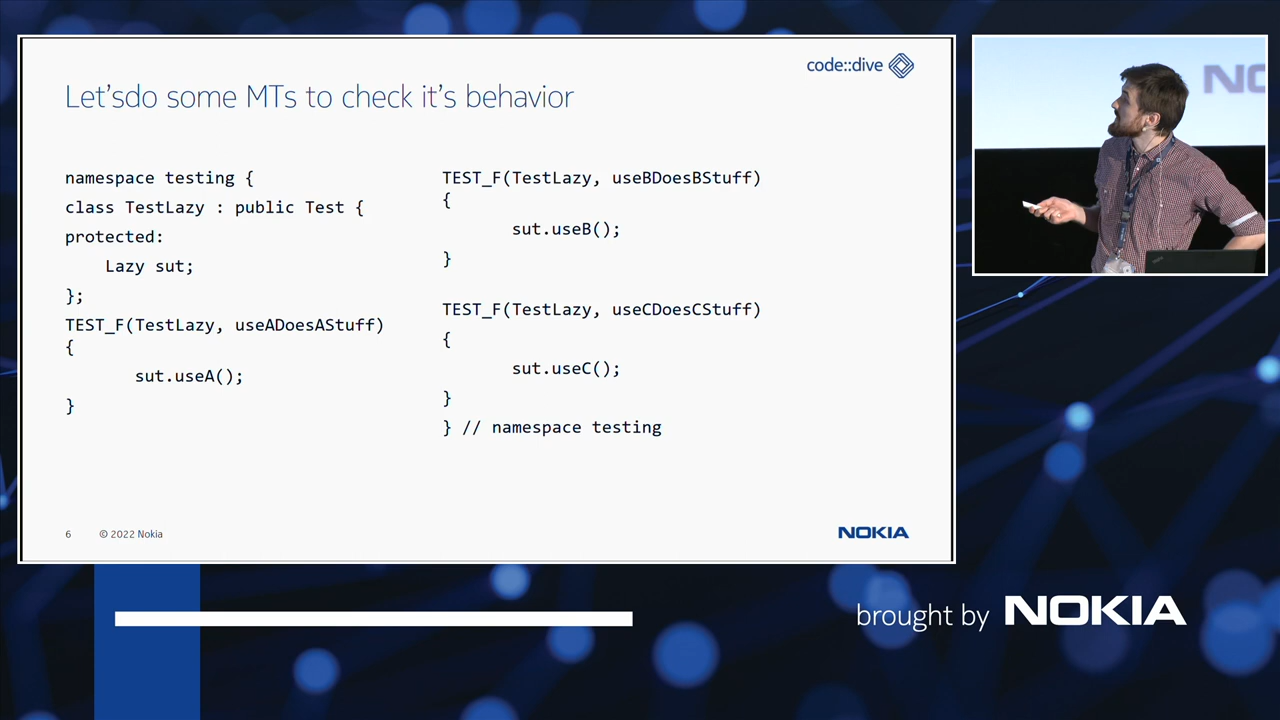 code::dive
Let'sdo some MTs to check it's behavior
namespace testing {
class TestLazy : public Test {
protected:
Lazy sut;
};
TEST_F(TestLazy, useADoesAStuff)
{
sut.useA();
}
TEST_F(TestLazy, useBDoesBStuff)
{
sut.useB();
}
TEST_F(TestLazy, useCDoesCStuff)
{
sut.useC();
}
} // namespace testing
6 © 2022 Nokia
NOKIA
brought by NOKIA